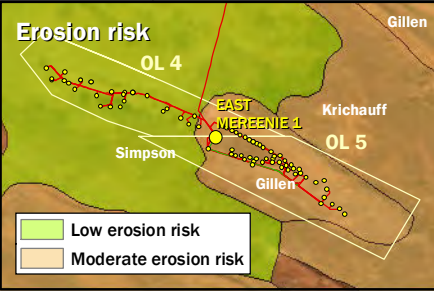 Gillen
Erosion risk
OL 4
EAST
MEREENIE 1
Krichauff
OL 5
Simpson
Gillen
Low erosion risk
Moderate erosion risk